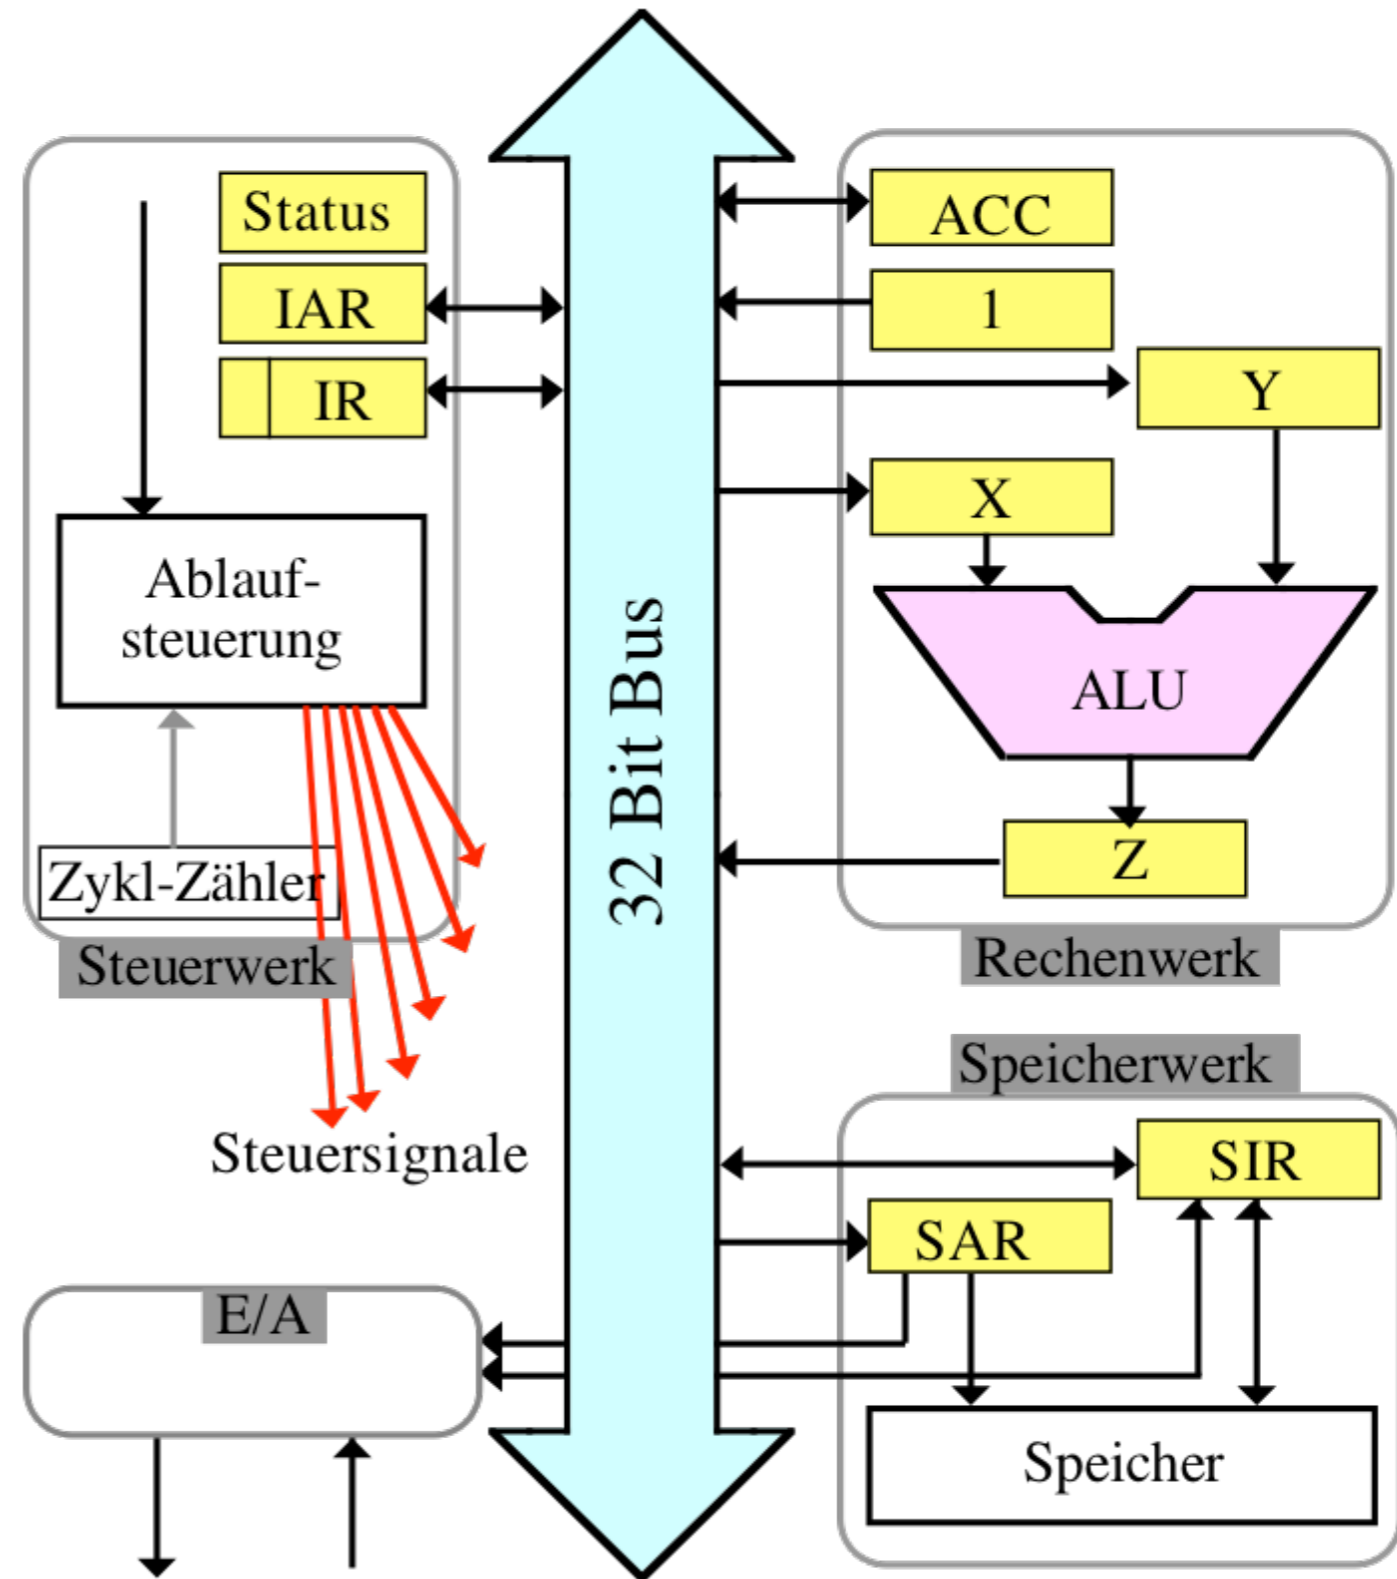 Status
IAR
IR
Ablauf-
steuerung
Zykl-Zähler
Steuerwerk
Steuersignale
E/A
32 Bit Bus
ACC
1
Y
X
ALU
Z
Rechenwerk
Speicherwerk
SIR
SAR
Speicher